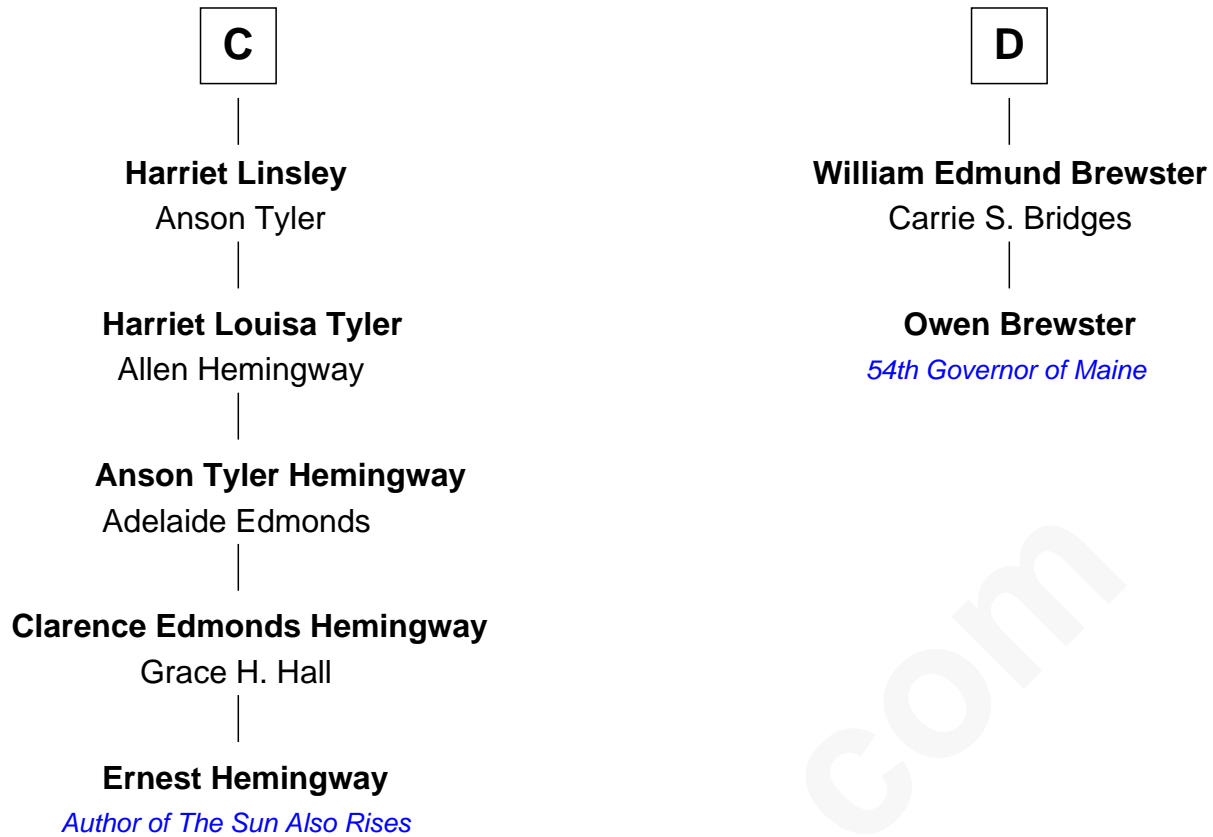 C
Harriet Linsley
Anson Tyler
Harriet Louisa Tyler
Allen Hemingway
Anson Tyler Hemingway
Adelaide Edmonds
Clarence Edmonds Hemingway
Grace H. Hall
Ernest Hemingway
Author of The Sun Also Rises
D
William Edmund Brewster
Carrie S. Bridges
Owen Brewster
54th Governor of Maine
com